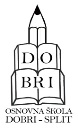 DO
BRI
OSNOVNA ŠKOLA
DOBRI - SPLIT